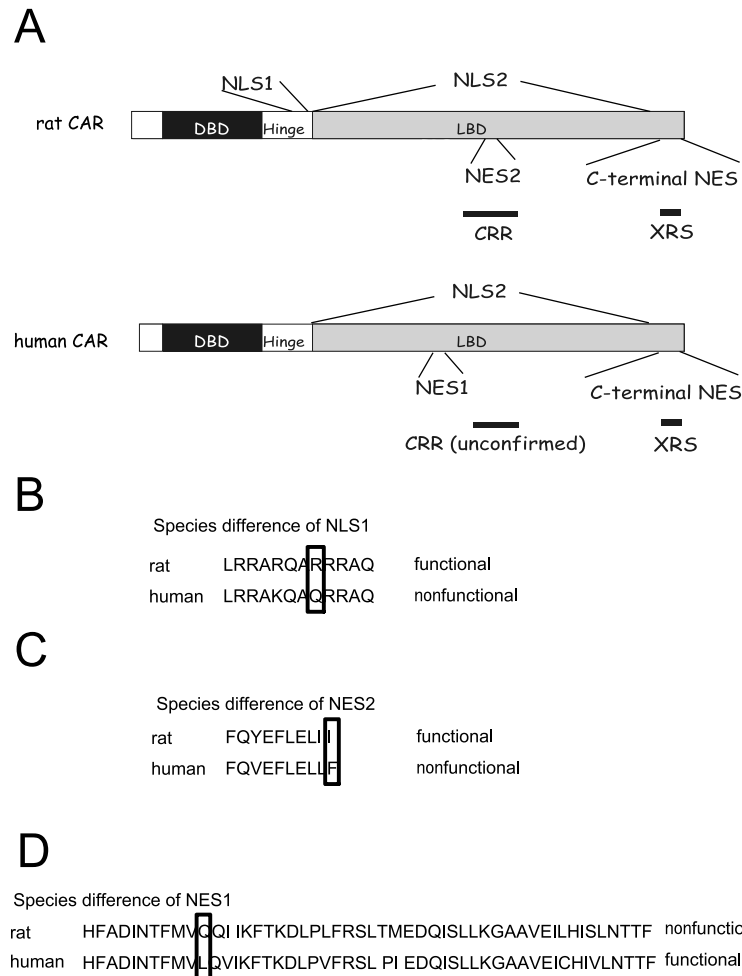 A
NLS1
NLS2
rat CAR
DBD
Hinge
LBD
NES2
C-terminal NES
CRR
XRS
NLS2
human CAR
DBD
Hinge
LBD
NES1
C-terminal NES
CRR (unconfirmed)
XRS
B
Species difference of NLS1
rat LRRARQARRRAQ functional
human LRRAKQAQRRAQ nonfunctional
C
Species difference of NES2
rat FQYEFLELII functional
human FQVEFLELLF nonfunctional
D
Species difference of NES1
rat HFADINTFMVQQI IKFTKDLPLFRSLTMEDQISLLKGAAVEILHISLNTTF nonfunctio
human HFADINTFMVLQVIKFTKDLPVFRSL PI EDQISLLKGAAVEICHIVLNTTF functional